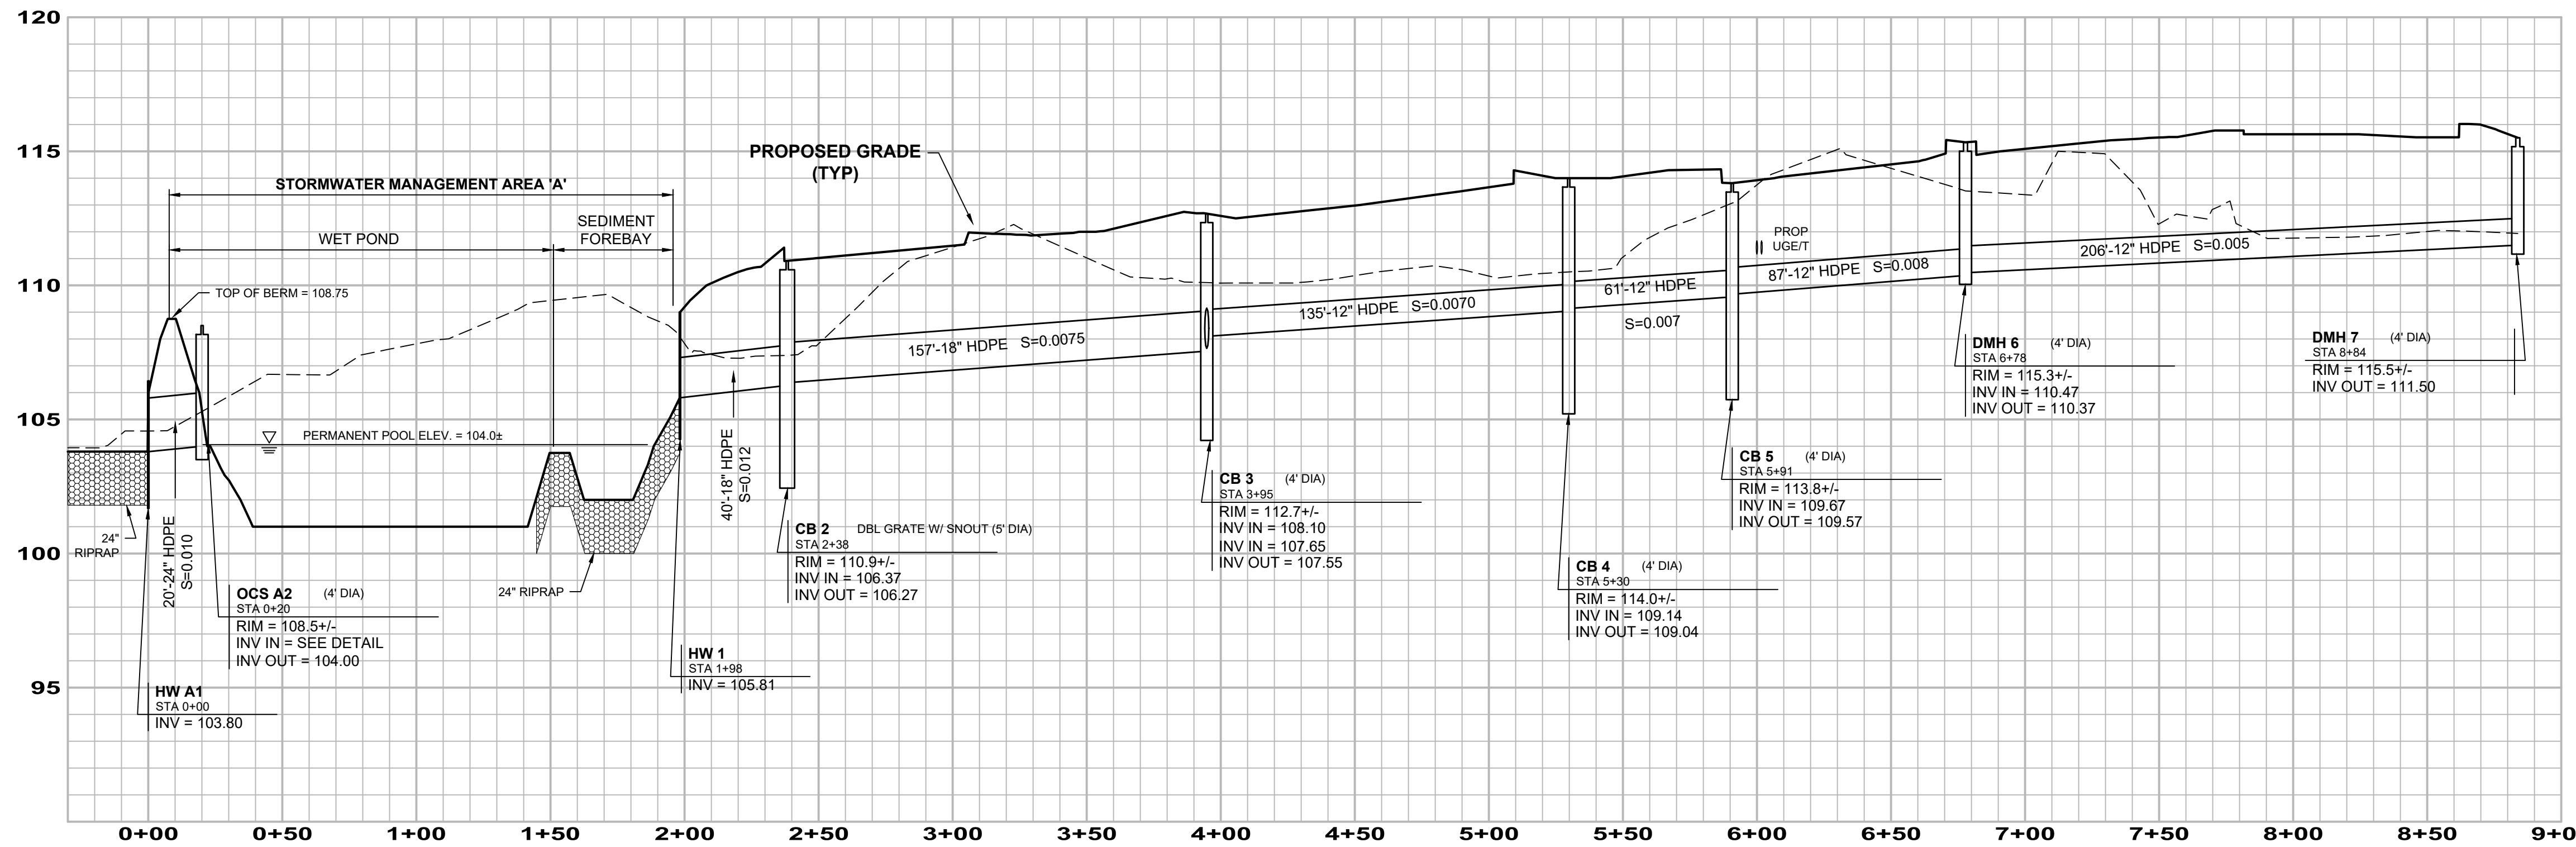 120
115
110
105
100
95
STORMWATER MANAGEMENT AREA 'A'
WET POND
SEDIMENT
FOREBAY
TOP OF BERM = 108.75
PERMANENT POOL ELEV. = 104.0±
PROPOSED GRADE
(TYP)
24"
RIPRAP
20'-24" HDPE
S=0.010
24" RIPRAP
40'-18" HDPE
S=0.012
157'-18" HDPE S=0.0075
135'-12" HDPE S=0.0070
61'-12" HDPE
S=0.007
PROP
UGE/T
87'-12" HDPE S=0.008
206'-12" HDPE S=0.005
HW A1
STA 0+00
INV = 103.80
OCS A2 (4' DIA)
STA 0+20
RIM = 108.5+/-
INV IN = SEE DETAIL
INV OUT = 104.00
HW 1
STA 1+98
INV = 105.81
CB 2 DBL GRATE W/ SNOUT (5' DIA)
STA 2+38
RIM = 110.9+/-
INV IN = 106.37
INV OUT = 106.27
CB 3 (4' DIA)
STA 3+95
RIM = 112.7+/-
INV IN = 108.10
INV IN = 107.65
INV OUT = 107.55
CB 4 (4' DIA)
STA 5+30
RIM = 114.0+/-
INV IN = 109.14
INV OUT = 109.04
CB 5 (4' DIA)
STA 5+91
RIM = 113.8+/-
INV IN = 109.67
INV OUT = 109.57
DMH 6 (4' DIA)
STA 6+78
RIM = 115.3+/-
INV IN = 110.47
INV OUT = 110.37
DMH 7 (4' DIA)
STA 8+84
RIM = 115.5+/-
INV OUT = 111.50
0+00 0+50 1+00 1+50 2+00 2+50 3+00 3+50 4+00 4+50 5+00 5+50 6+00 6+50 7+00 7+50 8+00 8+50 9+0